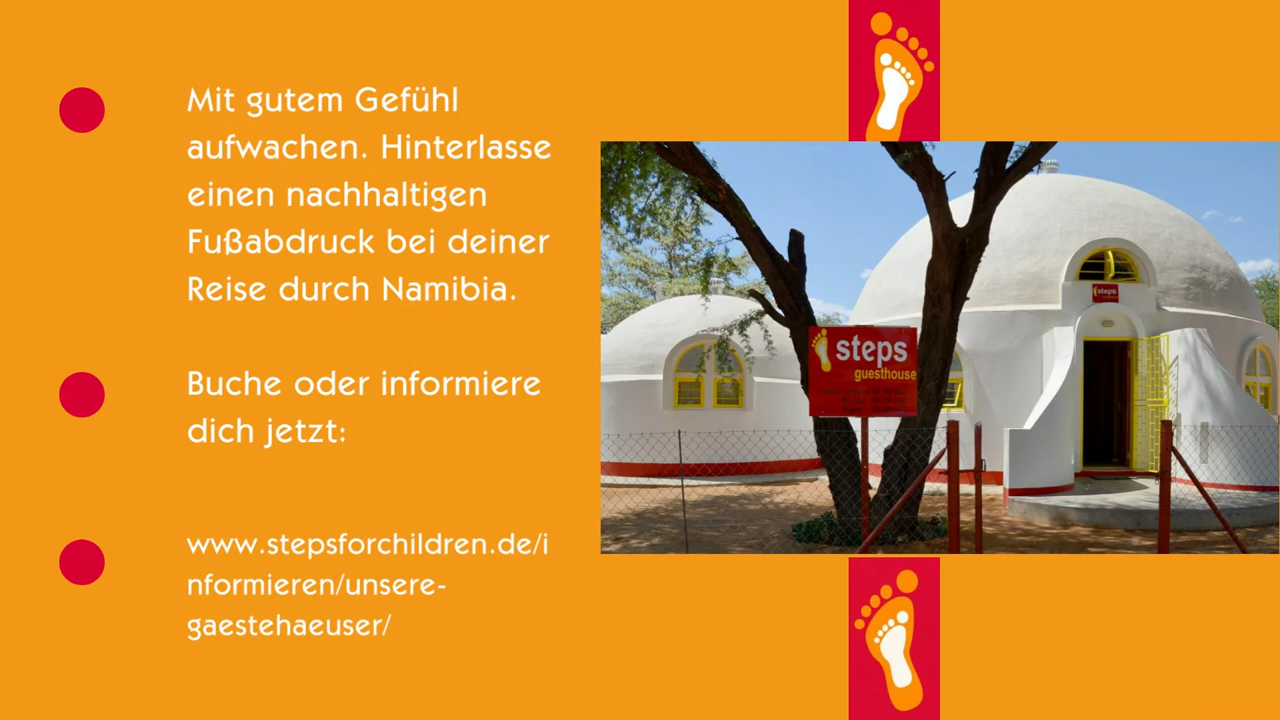 Mit gutem Gefühl
aufwachen. Hinterlasse
einen nachhaltigen
Fußabdruck bei deiner
Reise durch Namibia.
Buche oder informiere
dich jetzt:
www.stepsforchildren.de/i
nformieren/unsere-
gaestehaeuser/
steps
steps
guesthouse